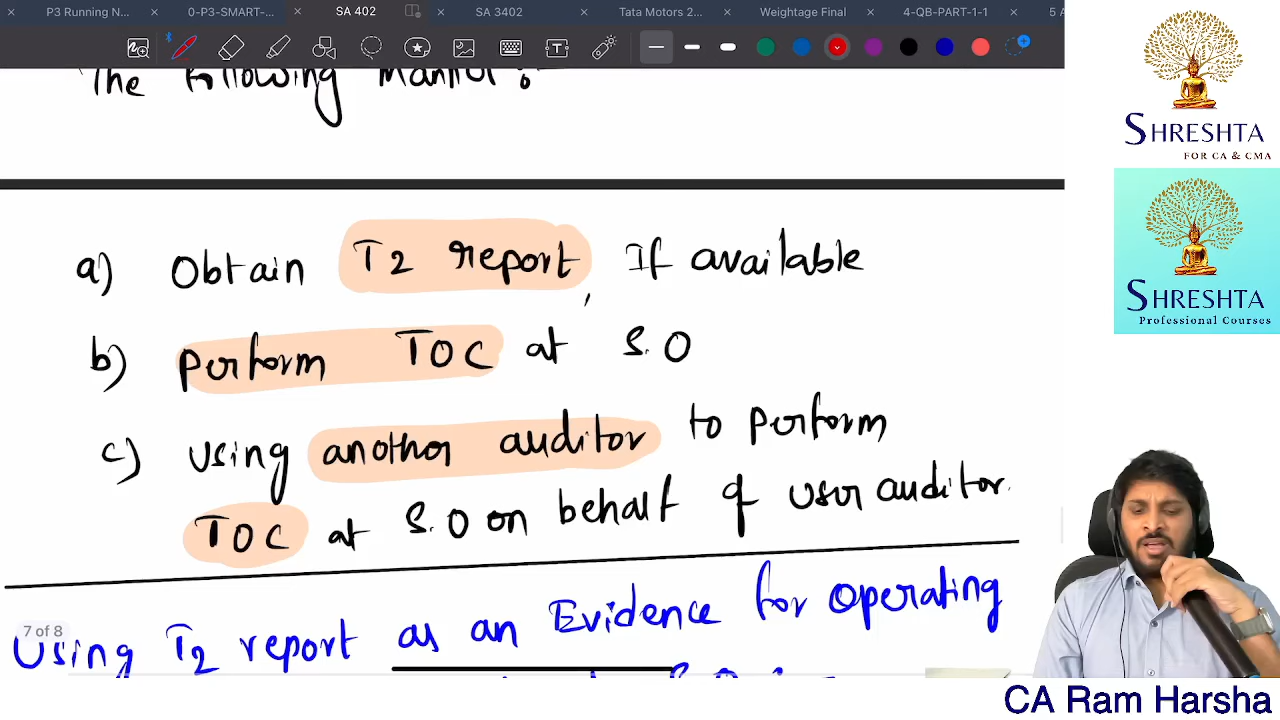 P3 Running N...
0-P3-SMART-...
SA 402
SA 3402
Tata Motors 2...
Weightage Final
4-QB-PART-1-1
5 A
The Following Manner:-
a) Obtain T2 report, If available
b) Perform TOC at S.O
c) using another auditor to Perform
TOC at S.O on behalf of user auditor.
7 of 8
Using T2 report as an Evidence for Operating
SHRESHTA
FOR CA & CMA
SHRESHTA
Professional Courses
CA Ram Harsha